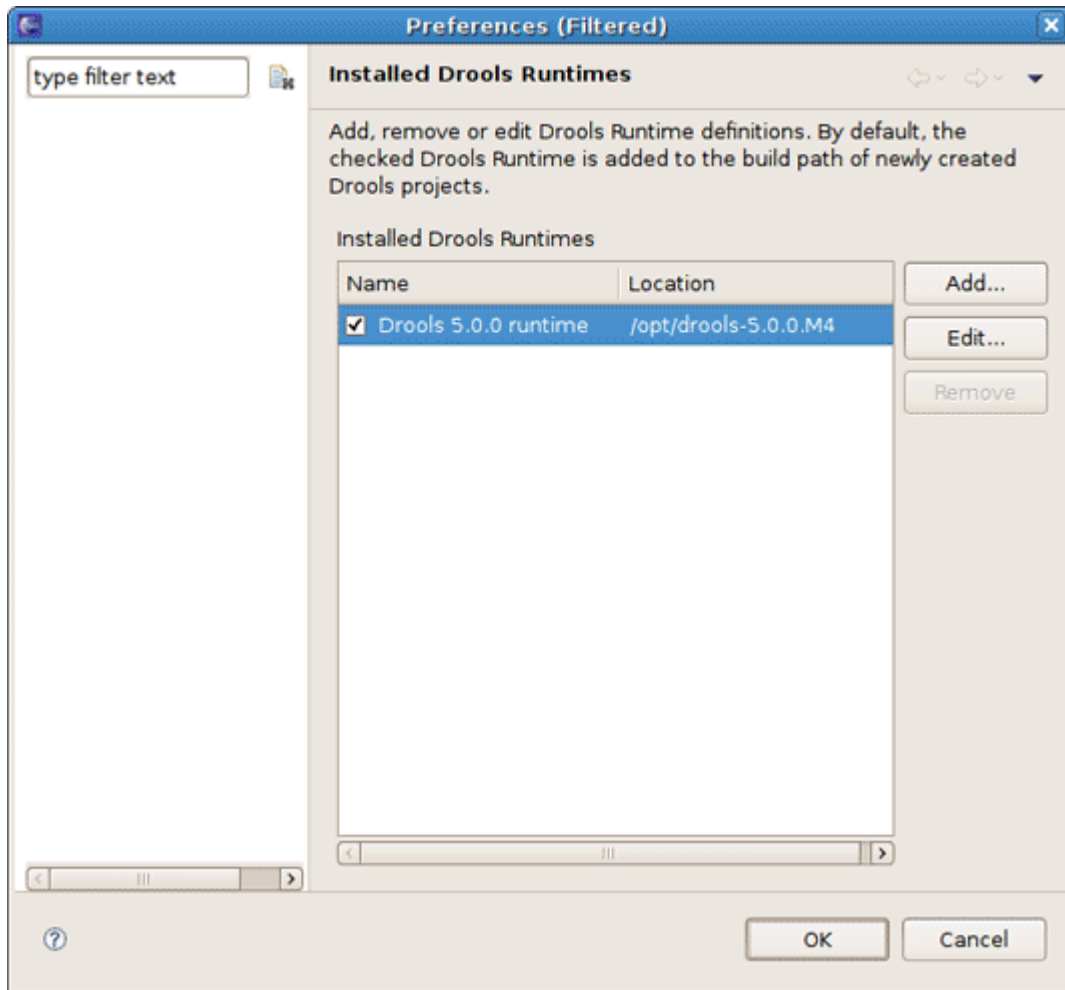 Preferences (Filtered)
type filter text
Installed Drools Runtimes
Add, remove or edit Drools Runtime definitions. By default, the
checked Drools Runtime is added to the build path of newly created
Drools projects.
Installed Drools Runtimes
Name Location
Add...
Drools 5.0.0 runtime /opt/drools-5.0.0.M4
Edit...
Remove
OK Cancel